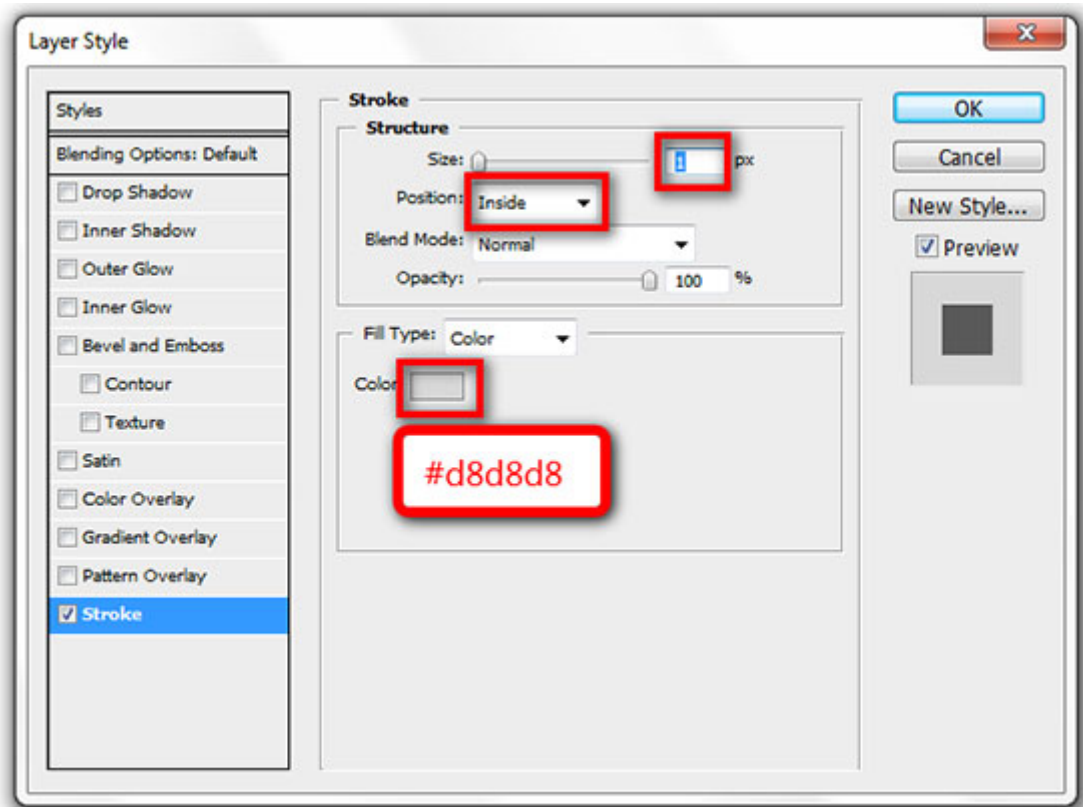 Layer Style
Styles
Blending Options: Default
Drop Shadow
Inner Shadow
Outer Glow
Inner Glow
Bevel and Emboss
Contour
Texture
Satin
Color Overlay
Gradient Overlay
Pattern Overlay
Stroke
Stroke
Structure
Size: 1 px
Position: Inside
Blend Mode: Normal
Opacity: 100 %
Fill Type: Color
Color
#d8d8d8
OK
Cancel
New Style...
Preview